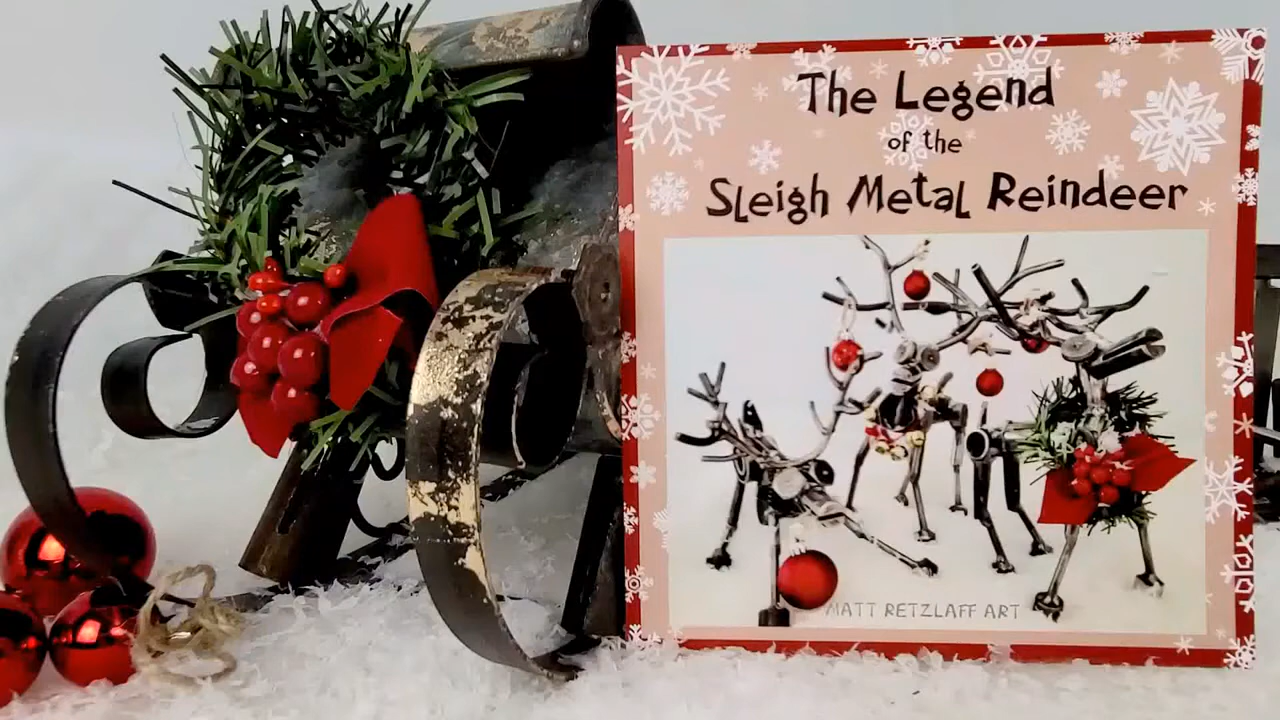 The Legend
of the
Sleigh Metal Reindeer
MATT RETZLAFF ART